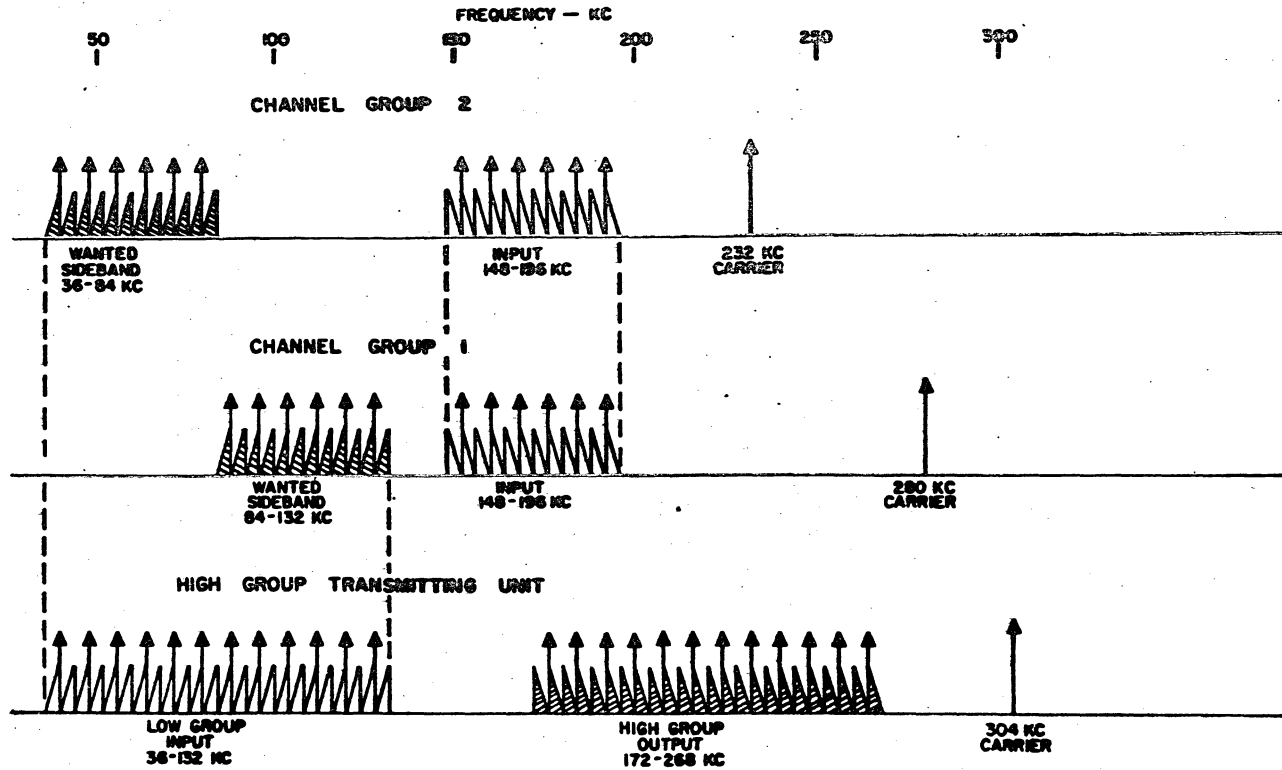 FREQUENCY — KC
50 100 150 200 250 300
CHANNEL GROUP 2
WANTED
SIDEBAND
36-84 KC
INPUT
148-196 KC
232 KC
CARRIER
CHANNEL GROUP 1
WANTED
SIDEBAND
84-132 KC
INPUT
148-196 KC
280 KC
CARRIER
HIGH GROUP TRANSMITTING UNIT
LOW GROUP
INPUT
36-132 KC
HIGH GROUP
OUTPUT
172-268 KC
304 KC
CARRIER